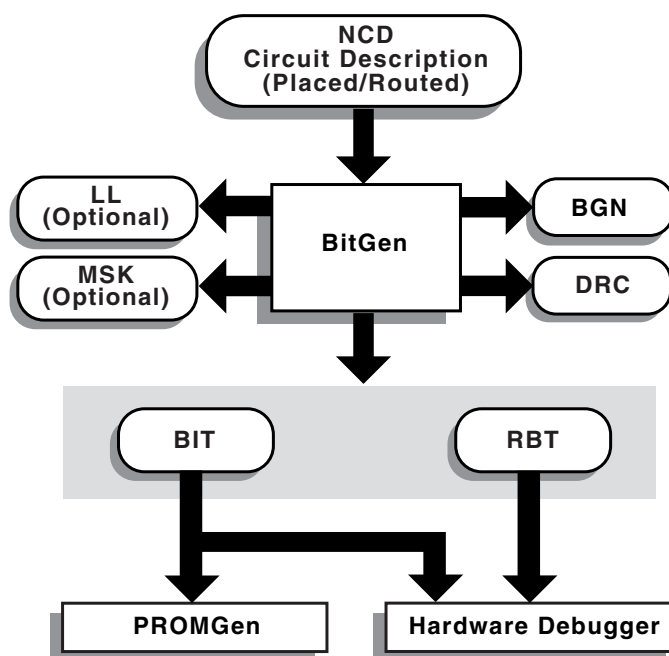 NCD
Circuit Description
(Placed/Routed)
LL
(Optional)
BitGen
BGN
MSK
(Optional)
DRC
BIT
RBT
PROMGen
Hardware Debugger